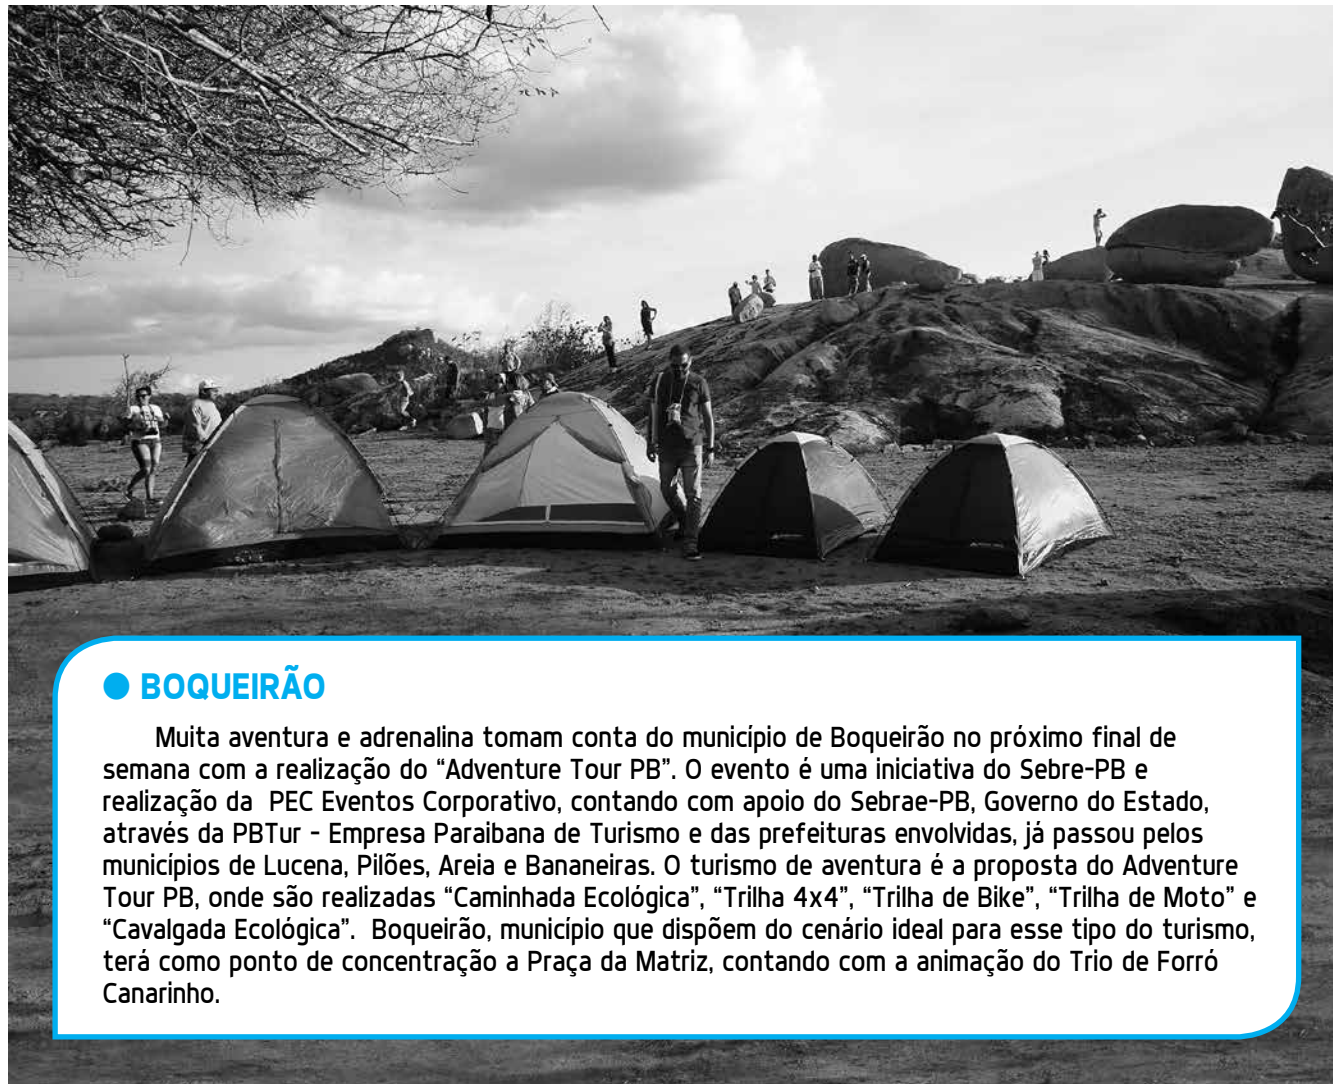 ● BOQUEIRÃO
Muita aventura e adrenalina tomam conta do município de Boqueirão no próximo final de
semana com a realização do “Adventure Tour PB”. O evento é uma iniciativa do Sebre-PB e
realização da  PEC Eventos Corporativo, contando com apoio do Sebrae-PB, Governo do Estado,
através da PBTur - Empresa Paraibana de Turismo e das prefeituras envolvidas, já passou pelos
municípios de Lucena, Pilões, Areia e Bananeiras. O turismo de aventura é a proposta do Adventure
Tour PB, onde são realizadas “Caminhada Ecológica”, “Trilha 4x4”, “Trilha de Bike”, “Trilha de Moto” e
“Cavalgada Ecológica”.  Boqueirão, município que dispõem do cenário ideal para esse tipo do turismo,
terá como ponto de concentração a Praça da Matriz, contando com a animação do Trio de Forró
Canarinho.